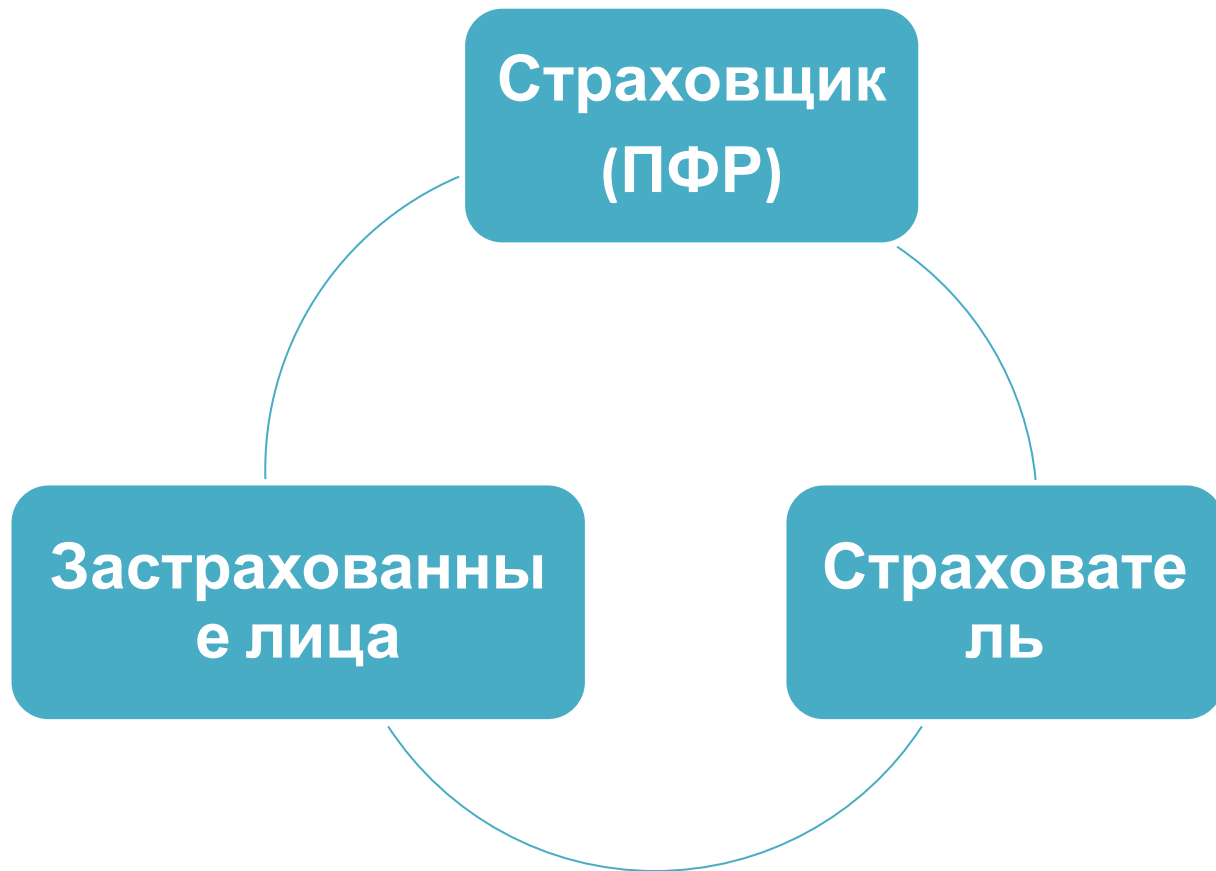 Страховщик
(ПФР)
Застрахованны
е лица
Страховате
ль